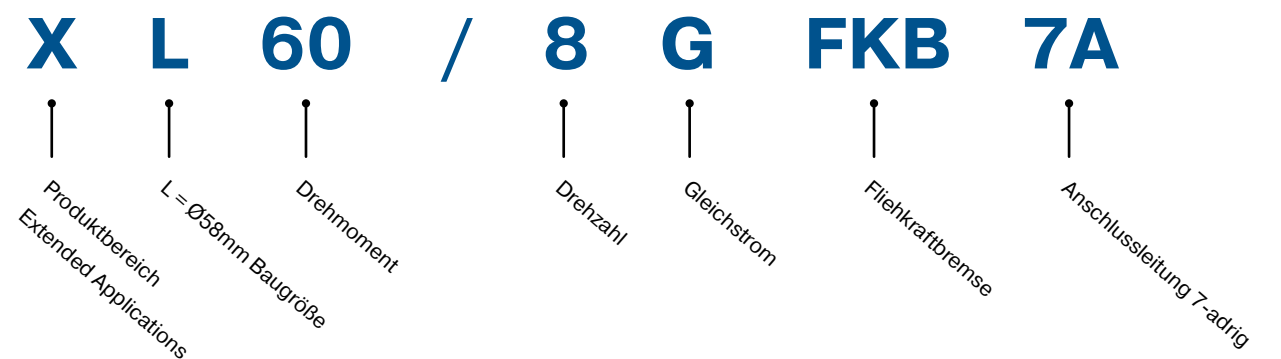 X L 60 / 8 G FKB 7A
Produktbereich
Extended Applications
L = Ø58mm Baugröße
Drehmoment
Drehzahl
Gleichstrom
Fliehkraftbremse
Anschlussleitung 7-adrig